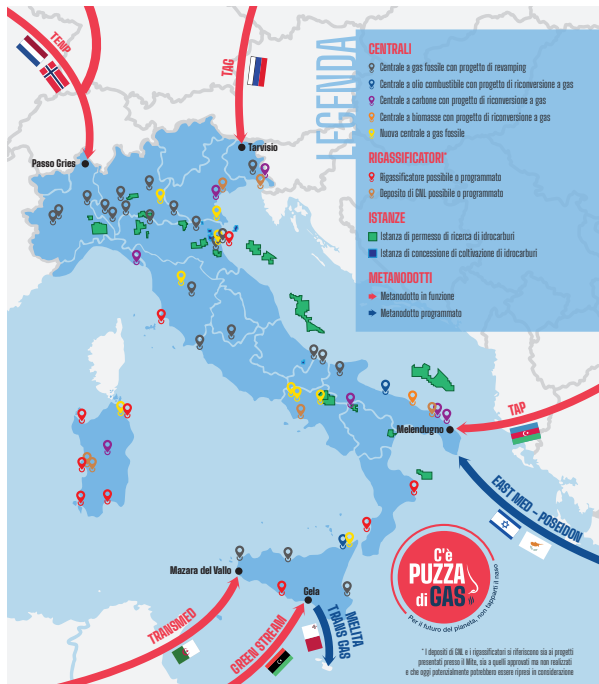 TENP
TAG
Passo Gries
Tarvisio
LEGENDA
CENTRALI
Centrale a gas fossile con progetto di revamping
Centrale a olio combustibile con progetto di riconversione a gas
Centrale a carbone con progetto di riconversione a gas
Centrale a biomasse con progetto di riconversione a gas
Nuova centrale a gas fossile
RIGASSIFICATORI*
Rigassificatore possibile o programmato
Deposito di GNL possibile o programmato
ISTANZE
Istanza di permesso di ricerca di idrocarburi
Istanza di concessione di coltivazione di idrocarburi
METANODOTTI
Metanodotto in funzione
Metanodotto programmato
TAP
Melendugno
EAST MED - POSEIDON
Mazara del Vallo
Gela
TRANSMED
GREEN STREAM
MELITA
TRANS GAS
C'è
PUZZA
di GAS
Per il futuro del pianeta, non tapparti il naso
* I depositi di GNL e i rigassificatori si riferiscono sia ai progetti
presentati presso il Mite, sia a quelli approvati ma non realizzati
e che oggi potenzialmente potrebbero essere ripresi in considerazione